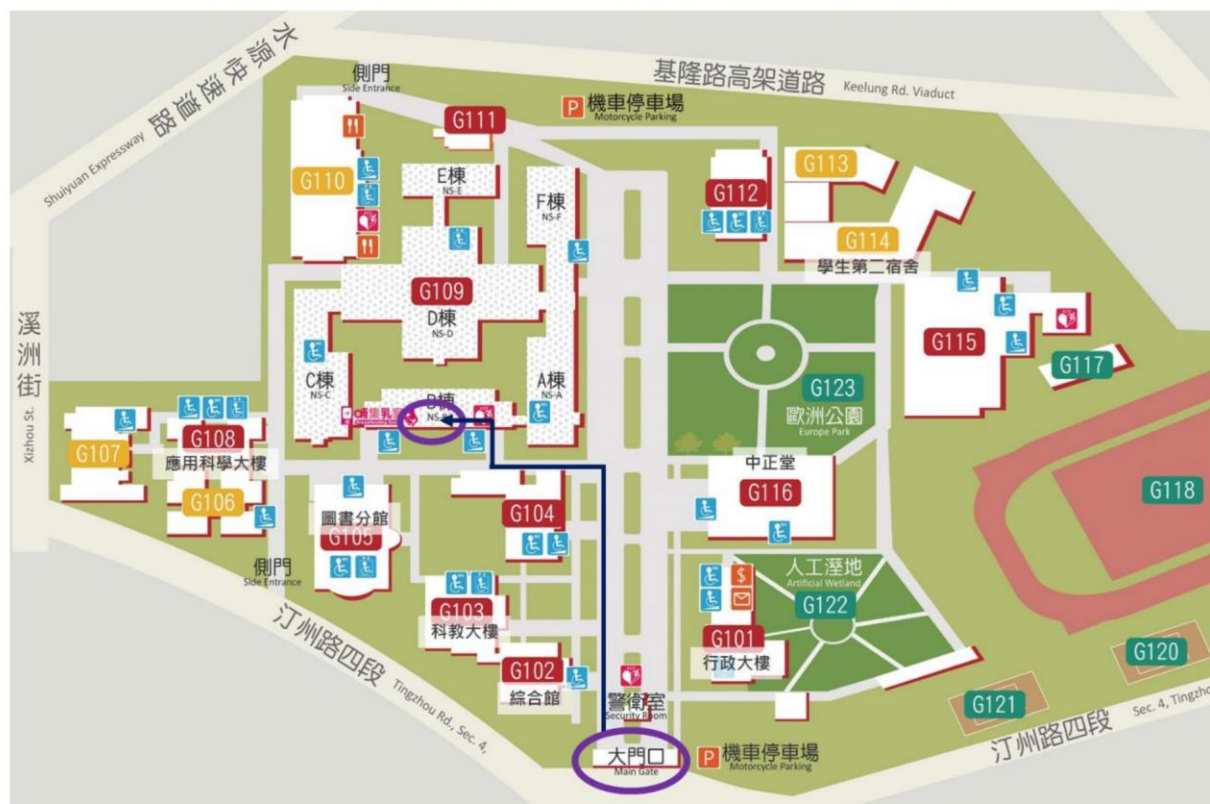 水源快速道路
Shuiyuan Expressway
側門
Side Entrance
基隆路高架道路
Keelung Rd. Viaduct
P 機車停車場
Motorcycle Parking
G111
G110
E棟
NS-E
F棟
NS-F
G112
G113
G114
學生第二宿舍
G109
D棟
NS-D
溪洲街
Xizhou St.
C棟
NS-C
A棟
NS-A
G115
G117
G123
歐洲公園
Europe Park
G107
G108
應用科學大樓
G106
圖書分館
G105
G104
中正堂
G116
G118
側門
Side Entrance
人工溼地
Artificial Wetland
G122
$
G103
科教大樓
G101
行政大樓
G102
綜合館
G120
G121
汀州路四段
Tingzhou Rd., Sec. 4,
警衛室
Security Room
大門口
Main Gate
P 機車停車場
Motorcycle Parking
汀州路四段
Sec. 4, Tingzho